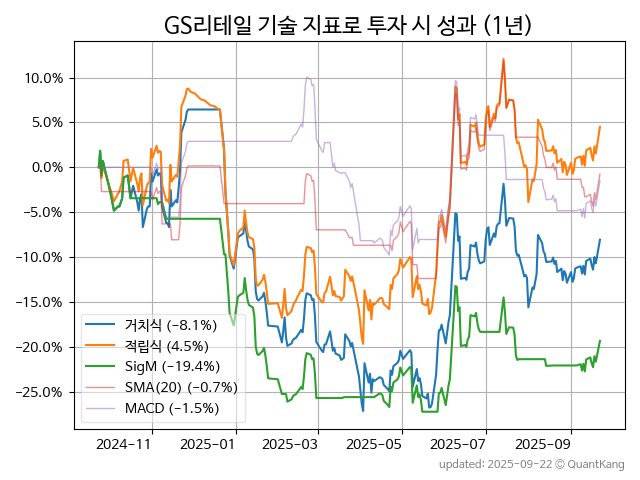 GS리테일 기술 지표로 투자 시 성과 (1년)
10.0%
5.0%
0.0%
−5.0%
−10.0%
−15.0%
−20.0%
−25.0%
거치식 (−8.1%)
적립식 (4.5%)
SigM (−19.4%)
SMA(20) (−0.7%)
MACD (−1.5%)
2024−11 2025−01 2025−03 2025−05 2025−07 2025−09
updated: 2025-09-22 © QuantKang